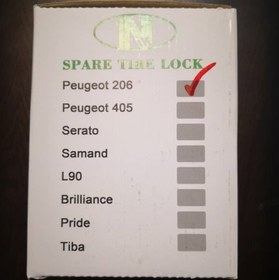 N
SPARE TIRE LOCK
Peugeot 206
Peugeot 405
Serato
Samand
L90
Brilliance
Pride
Tiba